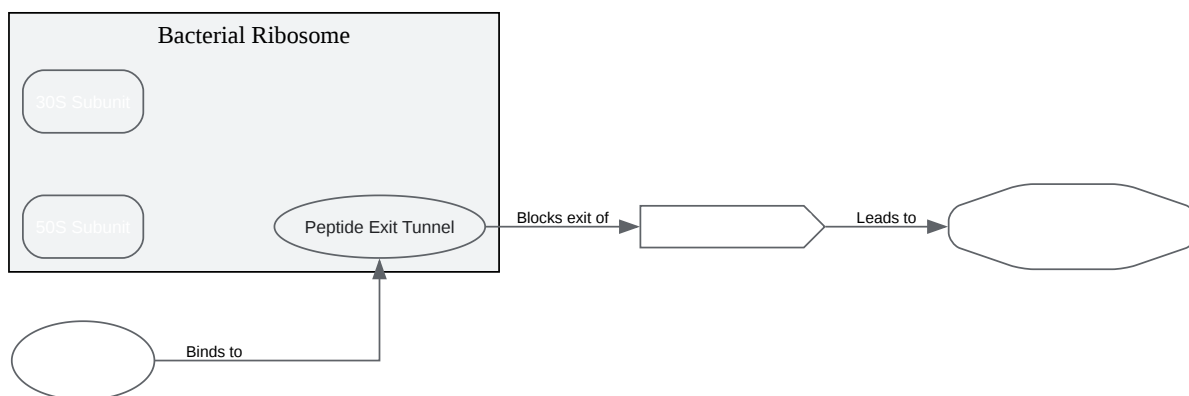 Bacterial Ribosome
30S Subunit
50S Subunit
Peptide Exit Tunnel
Blocks exit of
Leads to
Binds to